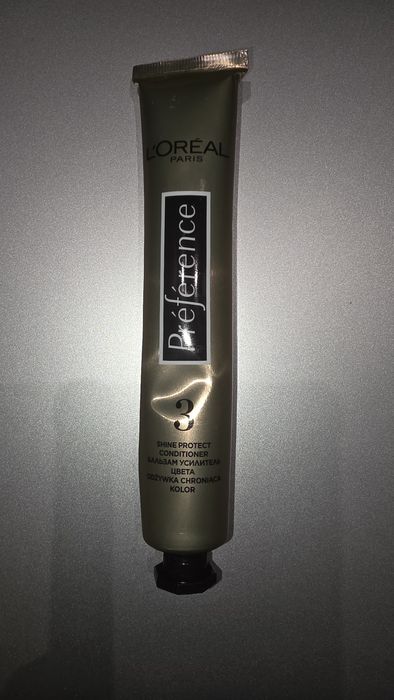 L'ORÉAL
PARIS
Préférence
3
SHINE PROTECT
CONDITIONER
БАЛЬЗАМ УСИЛИТЕЛЬ
ЦВЕТА
ODŻYWKA CHRONIĄCA
KOLOR